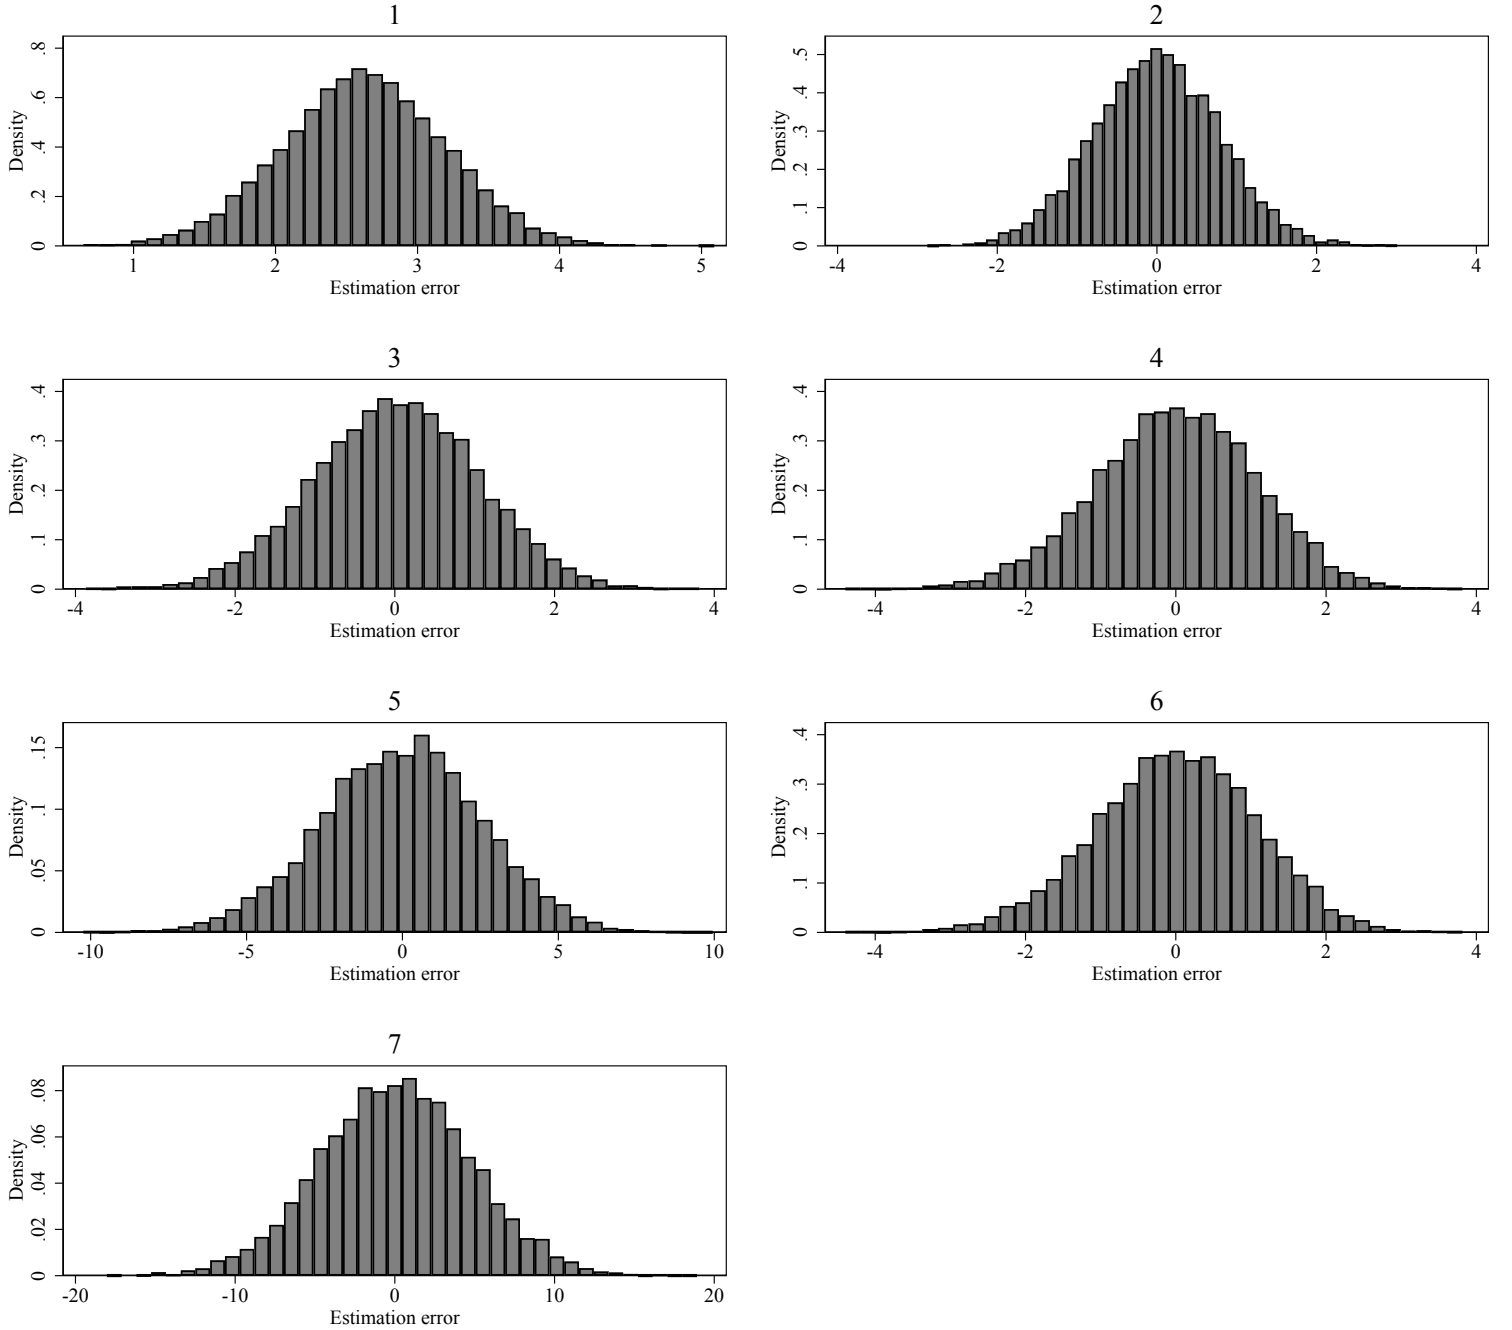 1
Density
0 .2 .4 .6 .8
1 2 3 4 5
Estimation error
2
Density
0 .1 .2 .3 .4 .5
-4 -2 0 2 4
Estimation error
3
Density
0 .1 .2 .3 .4
-4 -2 0 2 4
Estimation error
4
Density
0 .1 .2 .3 .4
-4 -2 0 2 4
Estimation error
5
Density
0 .05 .1 .15
-10 -5 0 5 10
Estimation error
6
Density
0 .1 .2 .3 .4
-4 -2 0 2 4
Estimation error
7
Density
0 .02 .04 .06 .08
-20 -10 0 10 20
Estimation error